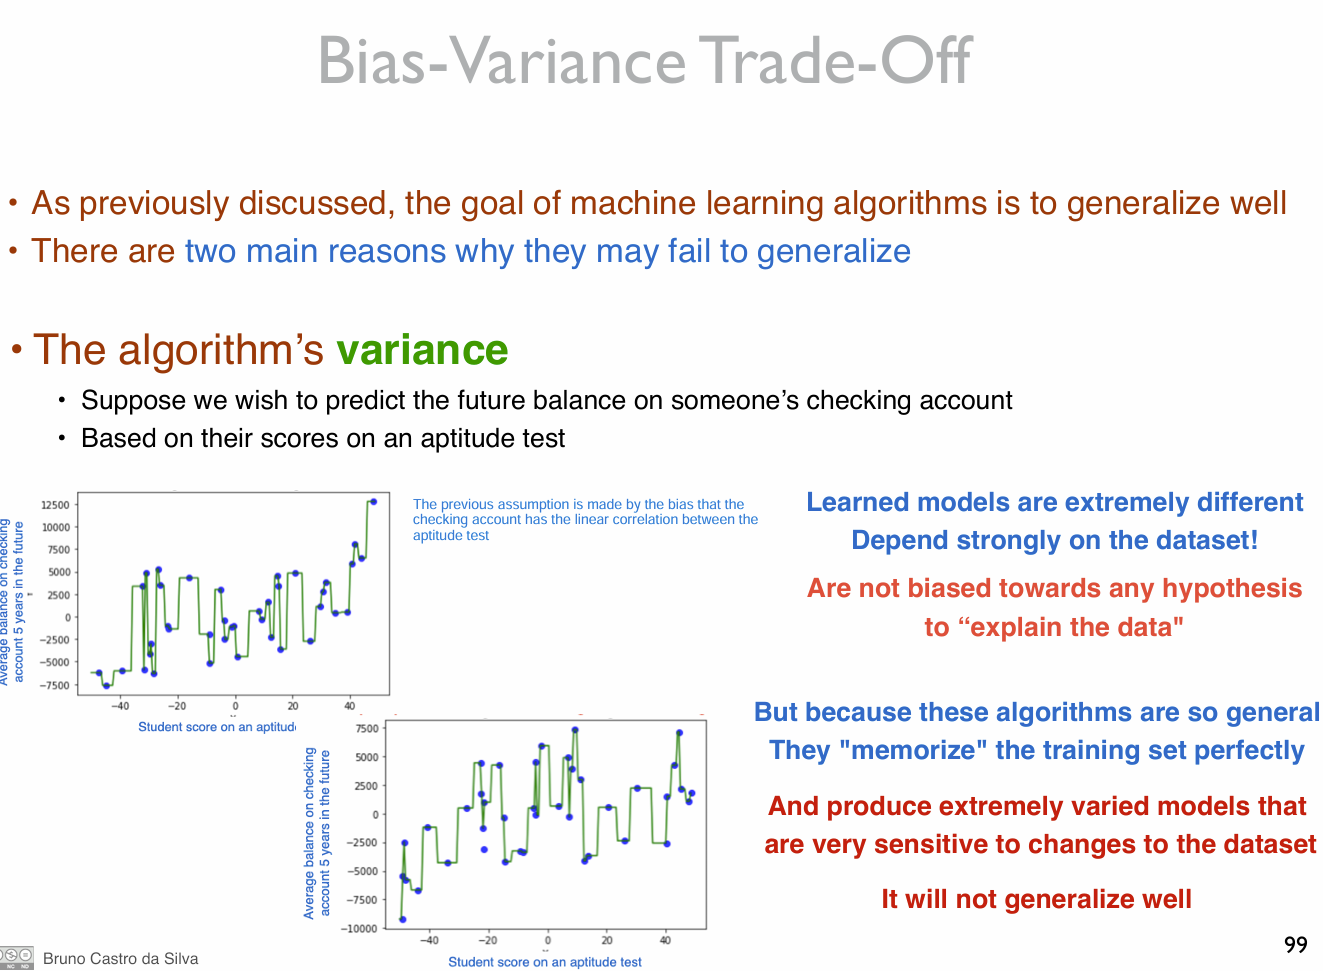 Bias-Variance Trade-Off
• As previously discussed, the goal of machine learning algorithms is to generalize well
• There are two main reasons why they may fail to generalize
• The algorithm’s variance
• Suppose we wish to predict the future balance on someone’s checking account
• Based on their scores on an aptitude test
Average balance on checking
account 5 years in the future
12500
10000
7500
5000
2500
0
−2500
−5000
−7500
−40
−20
0
20
40
Student score on an aptitud
The previous assumption is made by the bias that the
checking account has the linear correlation between the
aptitude test
Learned models are extremely different
Depend strongly on the dataset!
Are not biased towards any hypothesis
to “explain the data"
Average balance on checking
account 5 years in the future
7500
5000
2500
0
−2500
−5000
−7500
−10000
−40
−20
0
20
40
Student score on an aptitude test
But because these algorithms are so general
They "memorize" the training set perfectly
And produce extremely varied models that
are very sensitive to changes to the dataset
It will not generalize well
NC ND
Bruno Castro da Silva
99